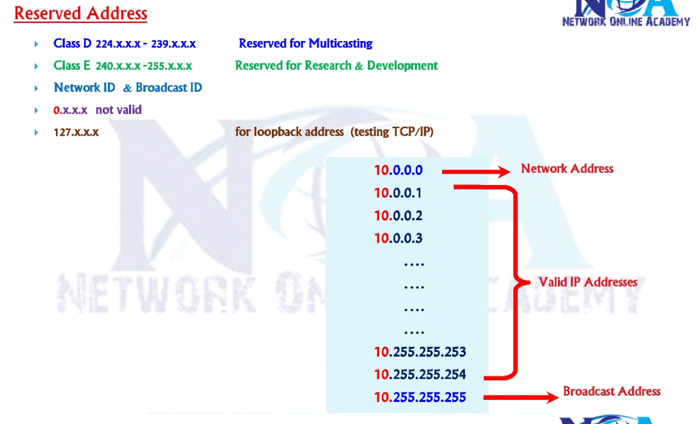 Reserved Address
NETWORK ONLINE ACADEMY
Class D 224.x.x.x - 239.x.x.x Reserved for Multicasting
Class E 240.x.x.x -255.x.x.x Reserved for Research & Development
Network ID & Broadcast ID
0.x.x.x not valid
127.x.x.x for loopback address (testing TCP/IP)
10.0.0.0 Network Address
10.0.0.1
10.0.0.2
10.0.0.3
....
....
Valid IP Addresses
....
....
10.255.255.253
10.255.255.254
10.255.255.255 Broadcast Address